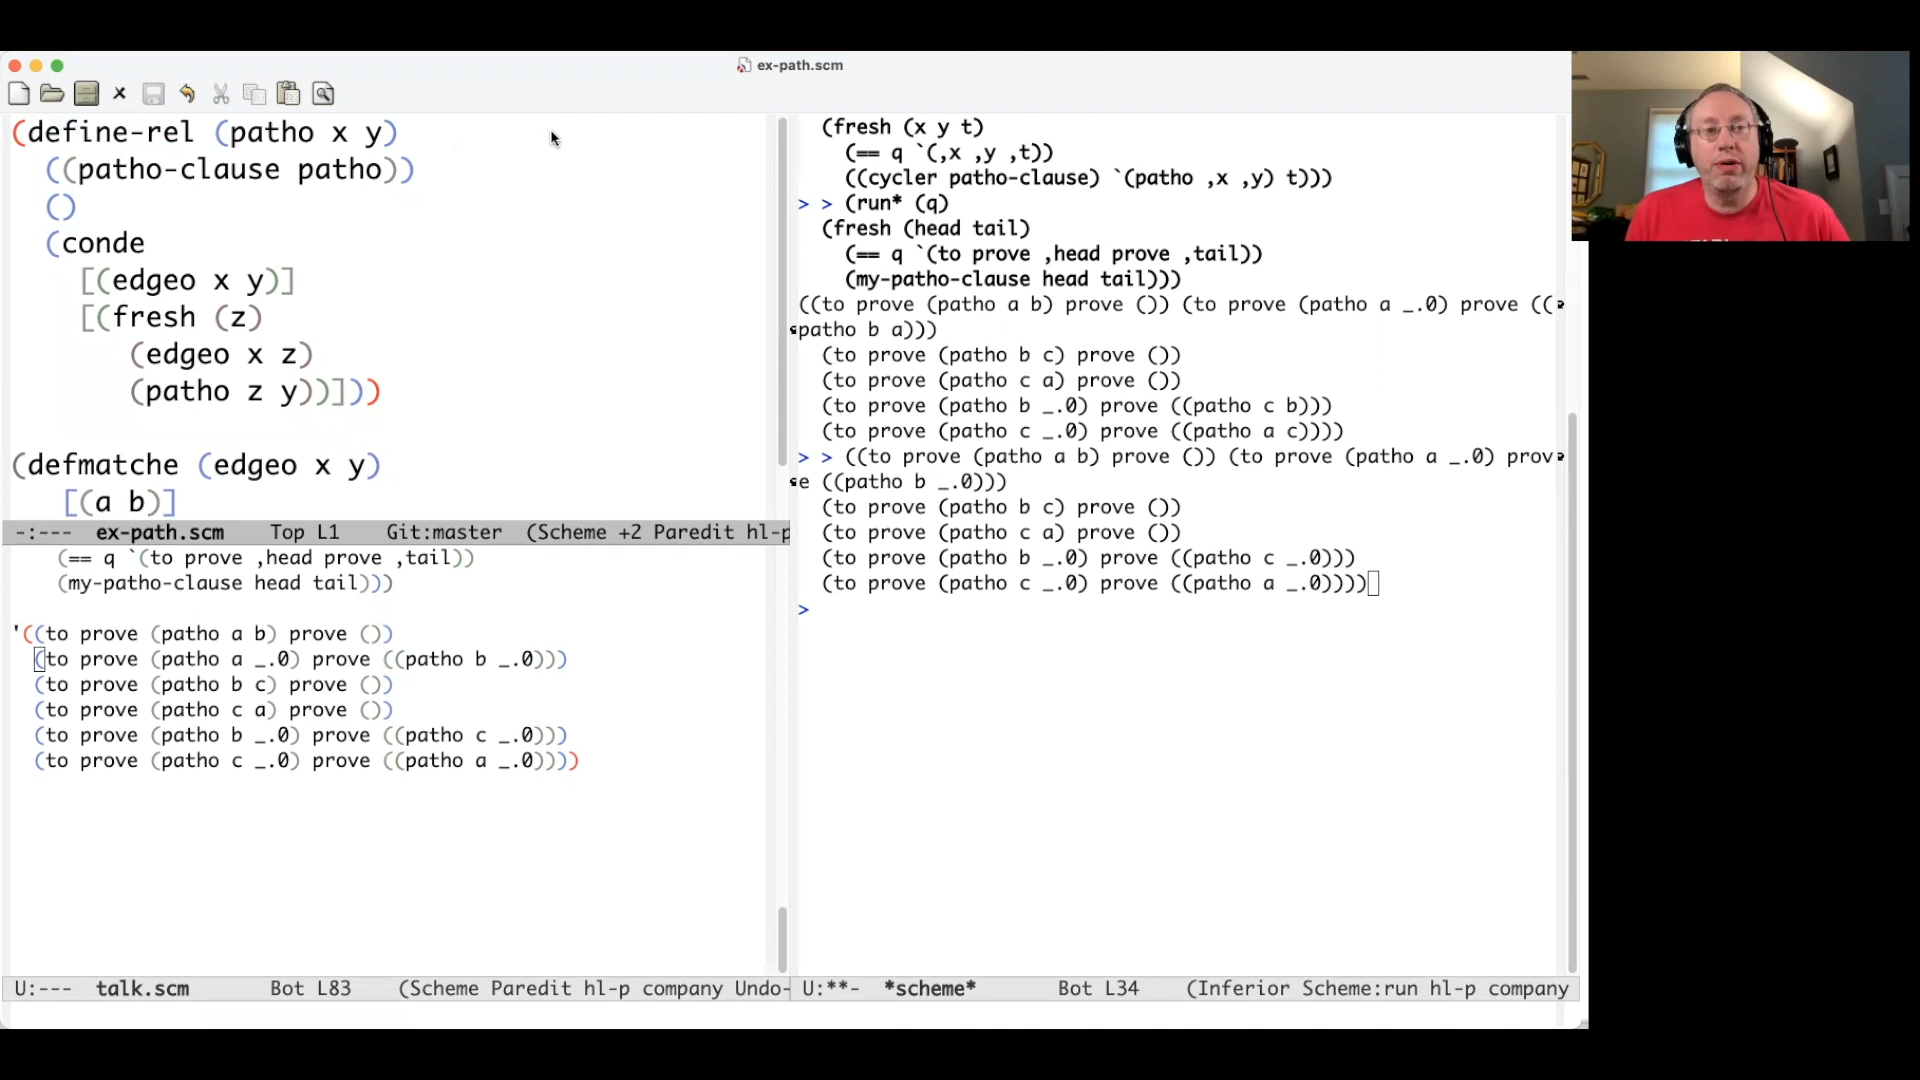 ex-path.scm
(define-rel (patho x y)
((patho-clause patho))
()
(conde
[(edgeo x y)]
[(fresh (z)
(edgeo x z)
(patho z y))]))
(defmatche (edgeo x y)
[(a b)]
-:--- ex-path.scm Top L1 Git:master (Scheme +2 Paredit hl-p
(== q `(to prove ,head prove ,tail))
(my-patho-clause head tail)))
'((to prove (patho a b) prove ())
(to prove (patho a _.0) prove ((patho b _.0)))
(to prove (patho b c) prove ())
(to prove (patho c a) prove ())
(to prove (patho b _.0) prove ((patho c _.0)))
(to prove (patho c _.0) prove ((patho a _.0))))
U:--- talk.scm Bot L83 (Scheme Paredit hl-p company Undo-
(fresh (x y t)
(== q `(,x ,y ,t))
((cycler patho-clause) `(patho ,x ,y) t)))
> > (run* (q)
(fresh (head tail)
(== q `(to prove ,head prove ,tail))
(my-patho-clause head tail)))
((to prove (patho a b) prove ()) (to prove (patho a _.0) prove ((
patho b a)))
(to prove (patho b c) prove ())
(to prove (patho c a) prove ())
(to prove (patho b _.0) prove ((patho c b)))
(to prove (patho c _.0) prove ((patho a c))))
> > ((to prove (patho a b) prove ()) (to prove (patho a _.0) prov
e ((patho b _.0)))
(to prove (patho b c) prove ())
(to prove (patho c a) prove ())
(to prove (patho b _.0) prove ((patho c _.0)))
(to prove (patho c _.0) prove ((patho a _.0))))
>
U:**- *scheme* Bot L34 (Inferior Scheme:run hl-p company